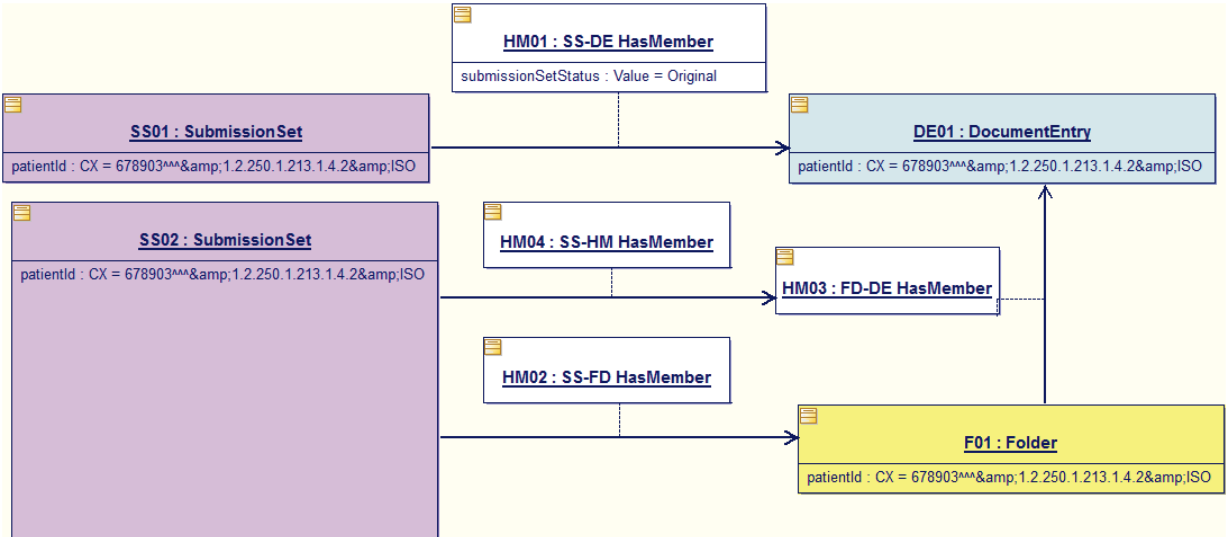 HM01 : SS-DE HasMember
submissionSetStatus : Value = Original
SS01 : SubmissionSet
patientId : CX = 678903^^^&amp;1.2.250.1.213.1.4.2&amp;ISO
DE01 : DocumentEntry
patientId : CX = 678903^^^&amp;1.2.250.1.213.1.4.2&amp;ISO
SS02 : SubmissionSet
patientId : CX = 678903^^^&amp;1.2.250.1.213.1.4.2&amp;ISO
HM04 : SS-HM HasMember
HM03 : FD-DE HasMember
HM02 : SS-FD HasMember
F01 : Folder
patientId : CX = 678903^^^&amp;1.2.250.1.213.1.4.2&amp;ISO